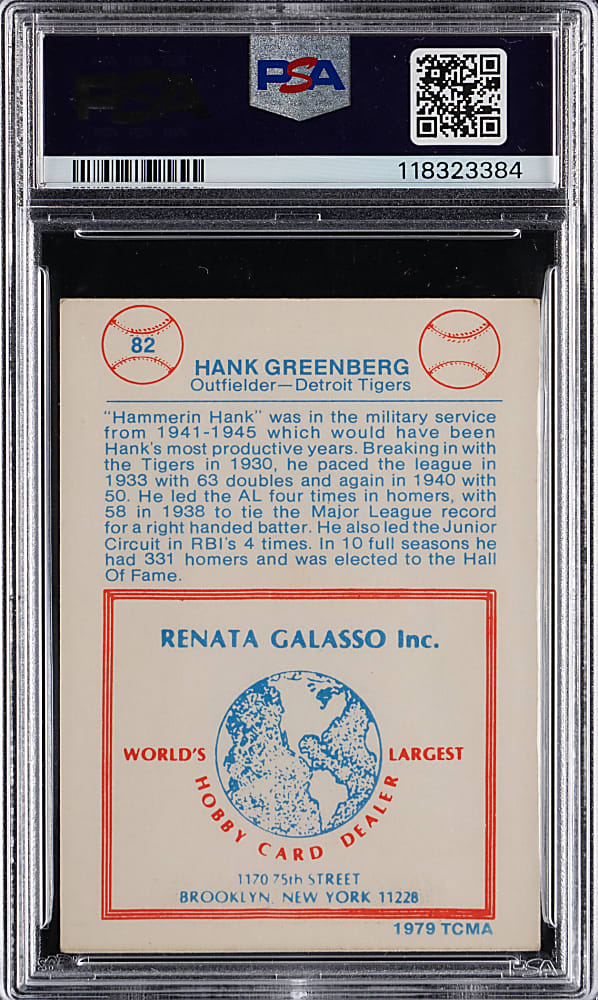 PSA
PSA
118323384
82
HANK GREENBERG
Outfielder—Detroit Tigers
"Hammerin Hank" was in the military service
from 1941-1945 which would have been
Hank's most productive years. Breaking in with
the Tigers in 1930, he paced the league in
1933 with 63 doubles and again in 1940 with
50. He led the AL four times in homers, with
58 in 1938 to tie the Major League record
for a right handed batter. He also led the Junior
Circuit in RBI's 4 times. In 10 full seasons he
had 331 homers and was elected to the Hall
Of Fame.
RENATA GALASSO Inc.
WORLD'S LARGEST
HOBBY CARD DEALER
1170 75th STREET
BROOKLYN, NEW YORK 11228
1979 TCMA
PSA